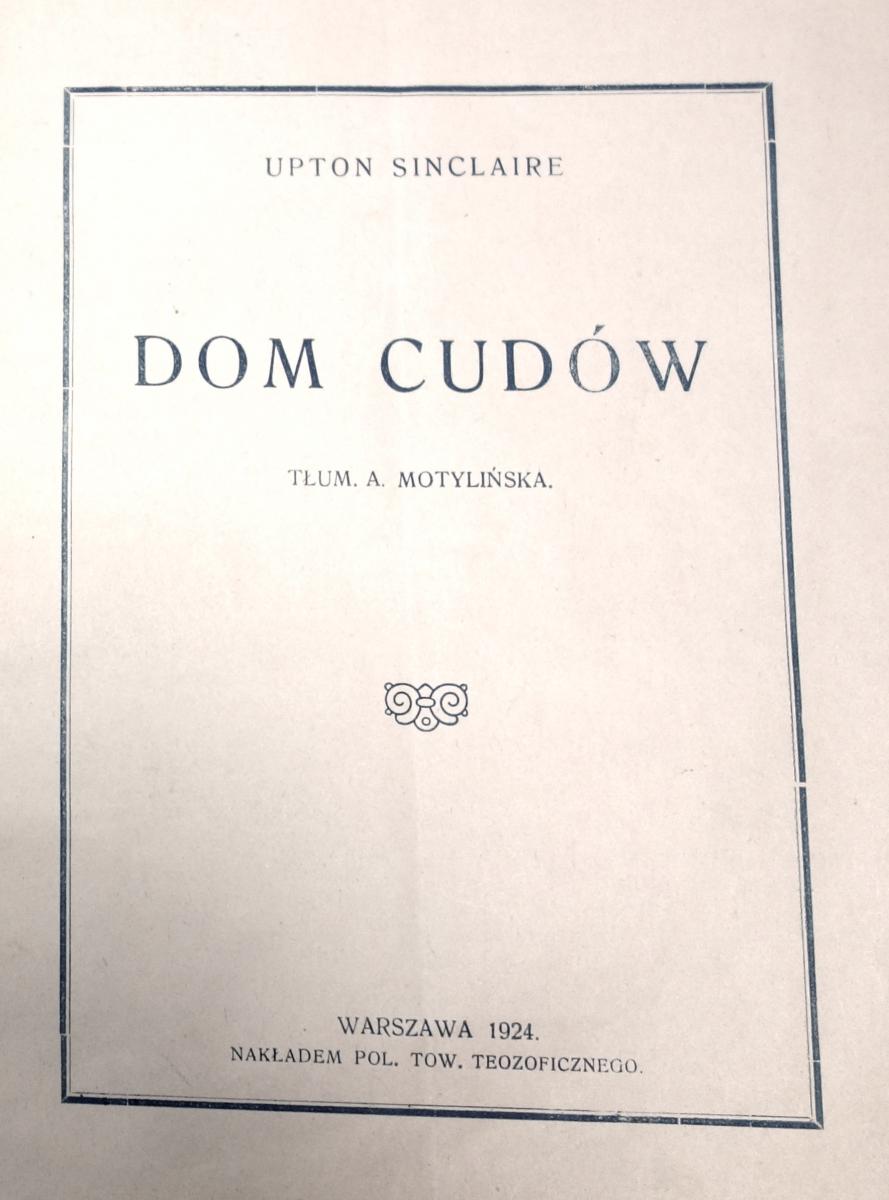 UPTON SINCLAIRE
DOM CUDÓW
TŁUM. A. MOTYLIŃSKA.
WARSZAWA 1924.
NAKŁADEM POL. TOW. TEOZOFICZNEGO.